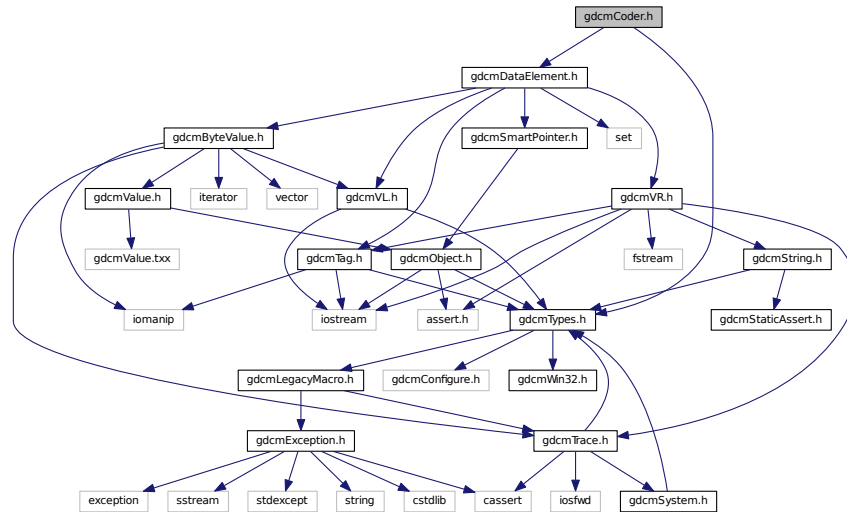 gdcmCoder.h
gdcmDataElement.h
gdcmByteValue.h
gdcmSmartPointer.h
set
gdcmValue.h
iterator
vector
gdcmVL.h
gdcmVR.h
gdcmValue.txx
gdcmTag.h
gdcmObject.h
fstream
gdcmString.h
iomanip
iostream
assert.h
gdcmTypes.h
gdcmStaticAssert.h
gdcmLegacyMacro.h
gdcmConfigure.h
gdcmWin32.h
gdcmException.h
gdcmTrace.h
exception
sstream
stdexcept
string
cstdlib
cassert
iosfwd
gdcmSystem.h